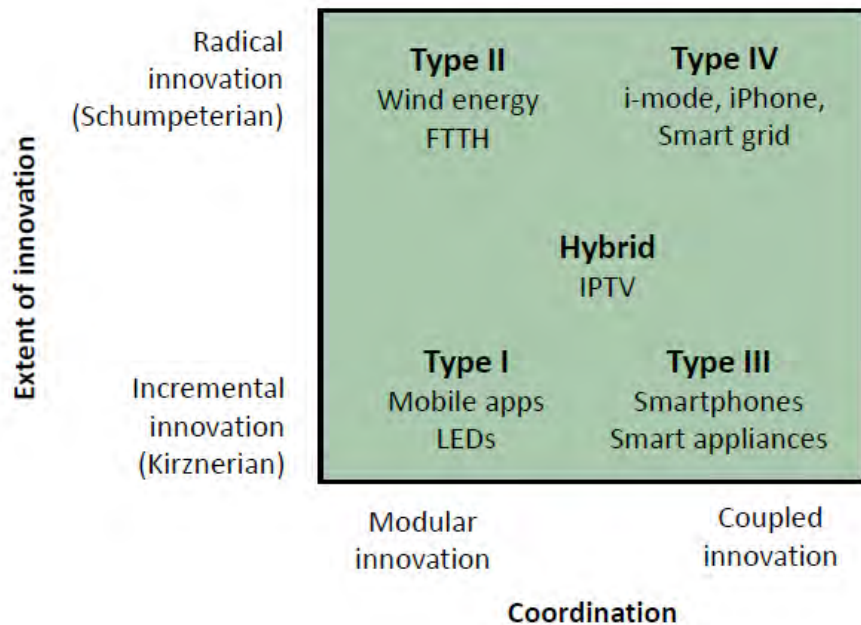 Extent of innovation
Radical
innovation
(Schumpeterian)
Incremental
innovation
(Kirznerian)
Type II
Wind energy
FTTH
Type IV
i-mode, iPhone,
Smart grid
Hybrid
IPTV
Type I
Mobile apps
LEDs
Type III
Smartphones
Smart appliances
Modular
innovation
Coupled
innovation
Coordination